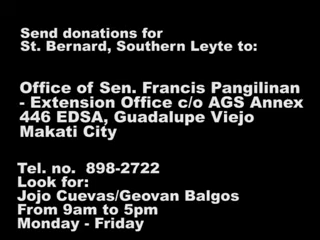 Send donations for
St. Bernard, Southern Leyte to:
Office of Sen. Francis Pangilinan
- Extension Office c/o AGS Annex
446 EDSA, Guadalupe Viejo
Makati City
Tel. no.  898-2722
Look for:
Jojo Cuevas/Geovan Balgos
From 9am to 5pm
Monday - Friday